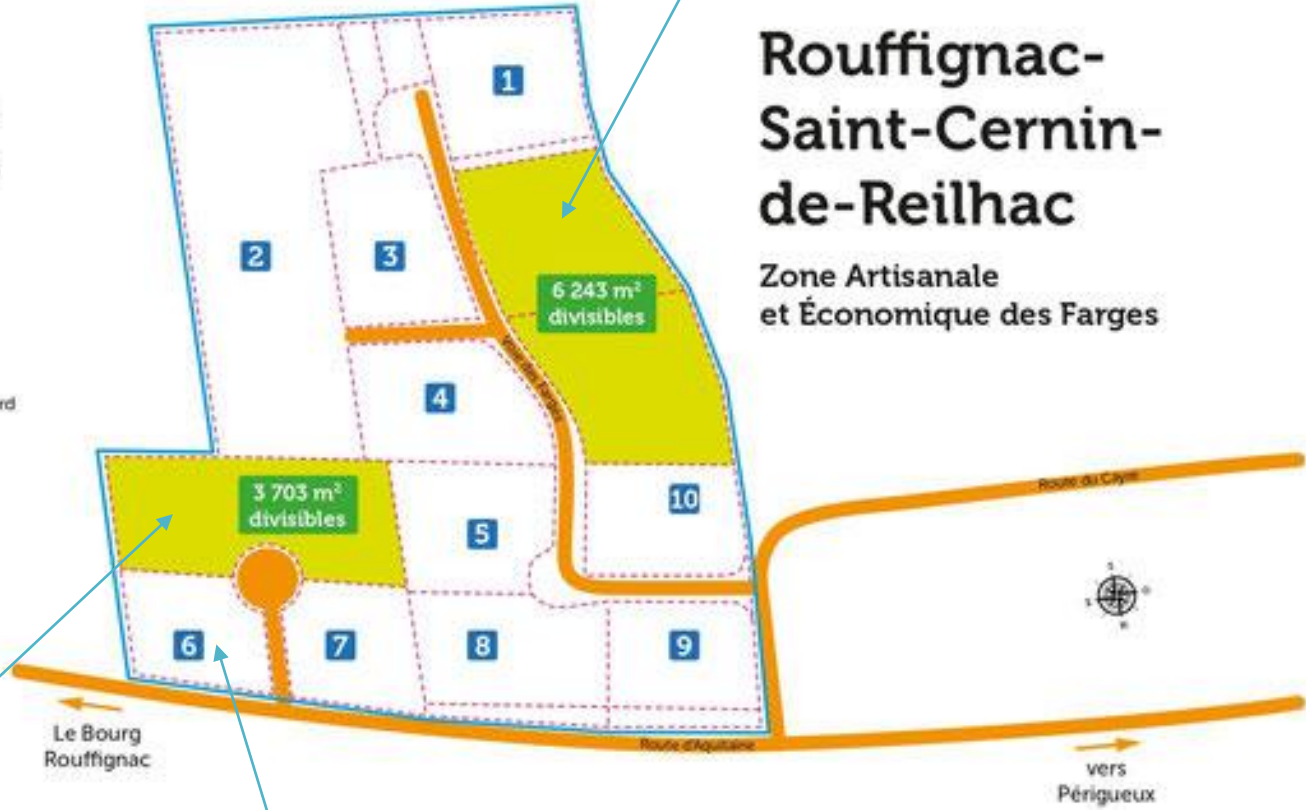 Rouffignac-
Saint-Cernin-
de-Reilhac
Zone Artisanale
et Économique des Farges
1
2
3
6 243 m²
divisibles
4
rd
3 703 m²
divisibles
5
10
Route du Cayre
6
7
8
9
Le Bourg
Rouffignac
Route d'Aquitaine
vers
Périgueux